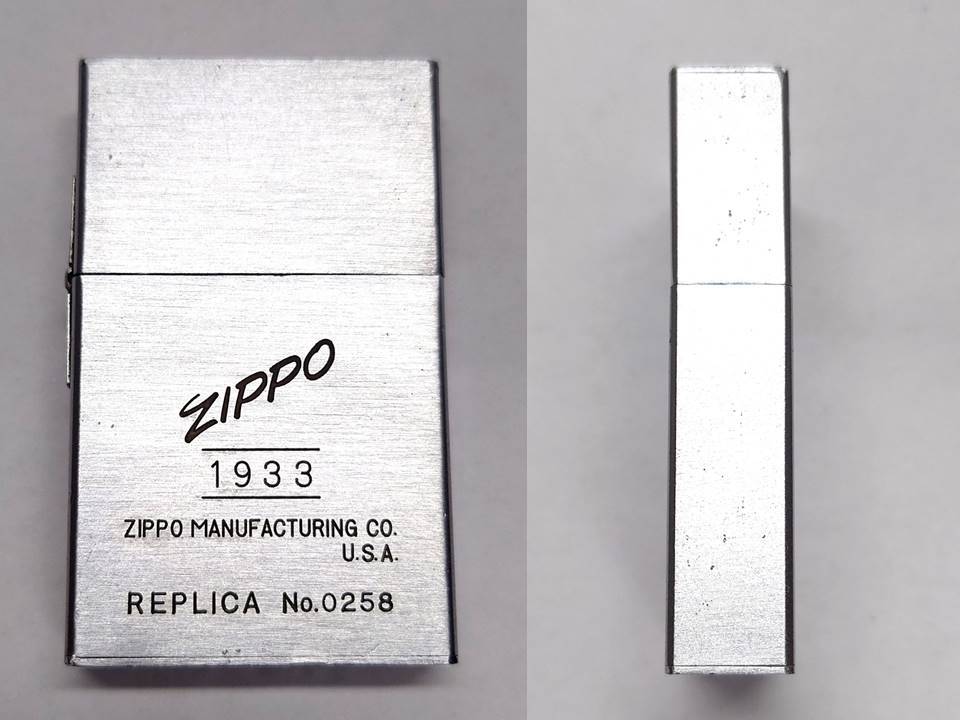 ZIPPO
1933
ZIPPO MANUFACTURING CO.
U.S.A.
REPLICA No.0258